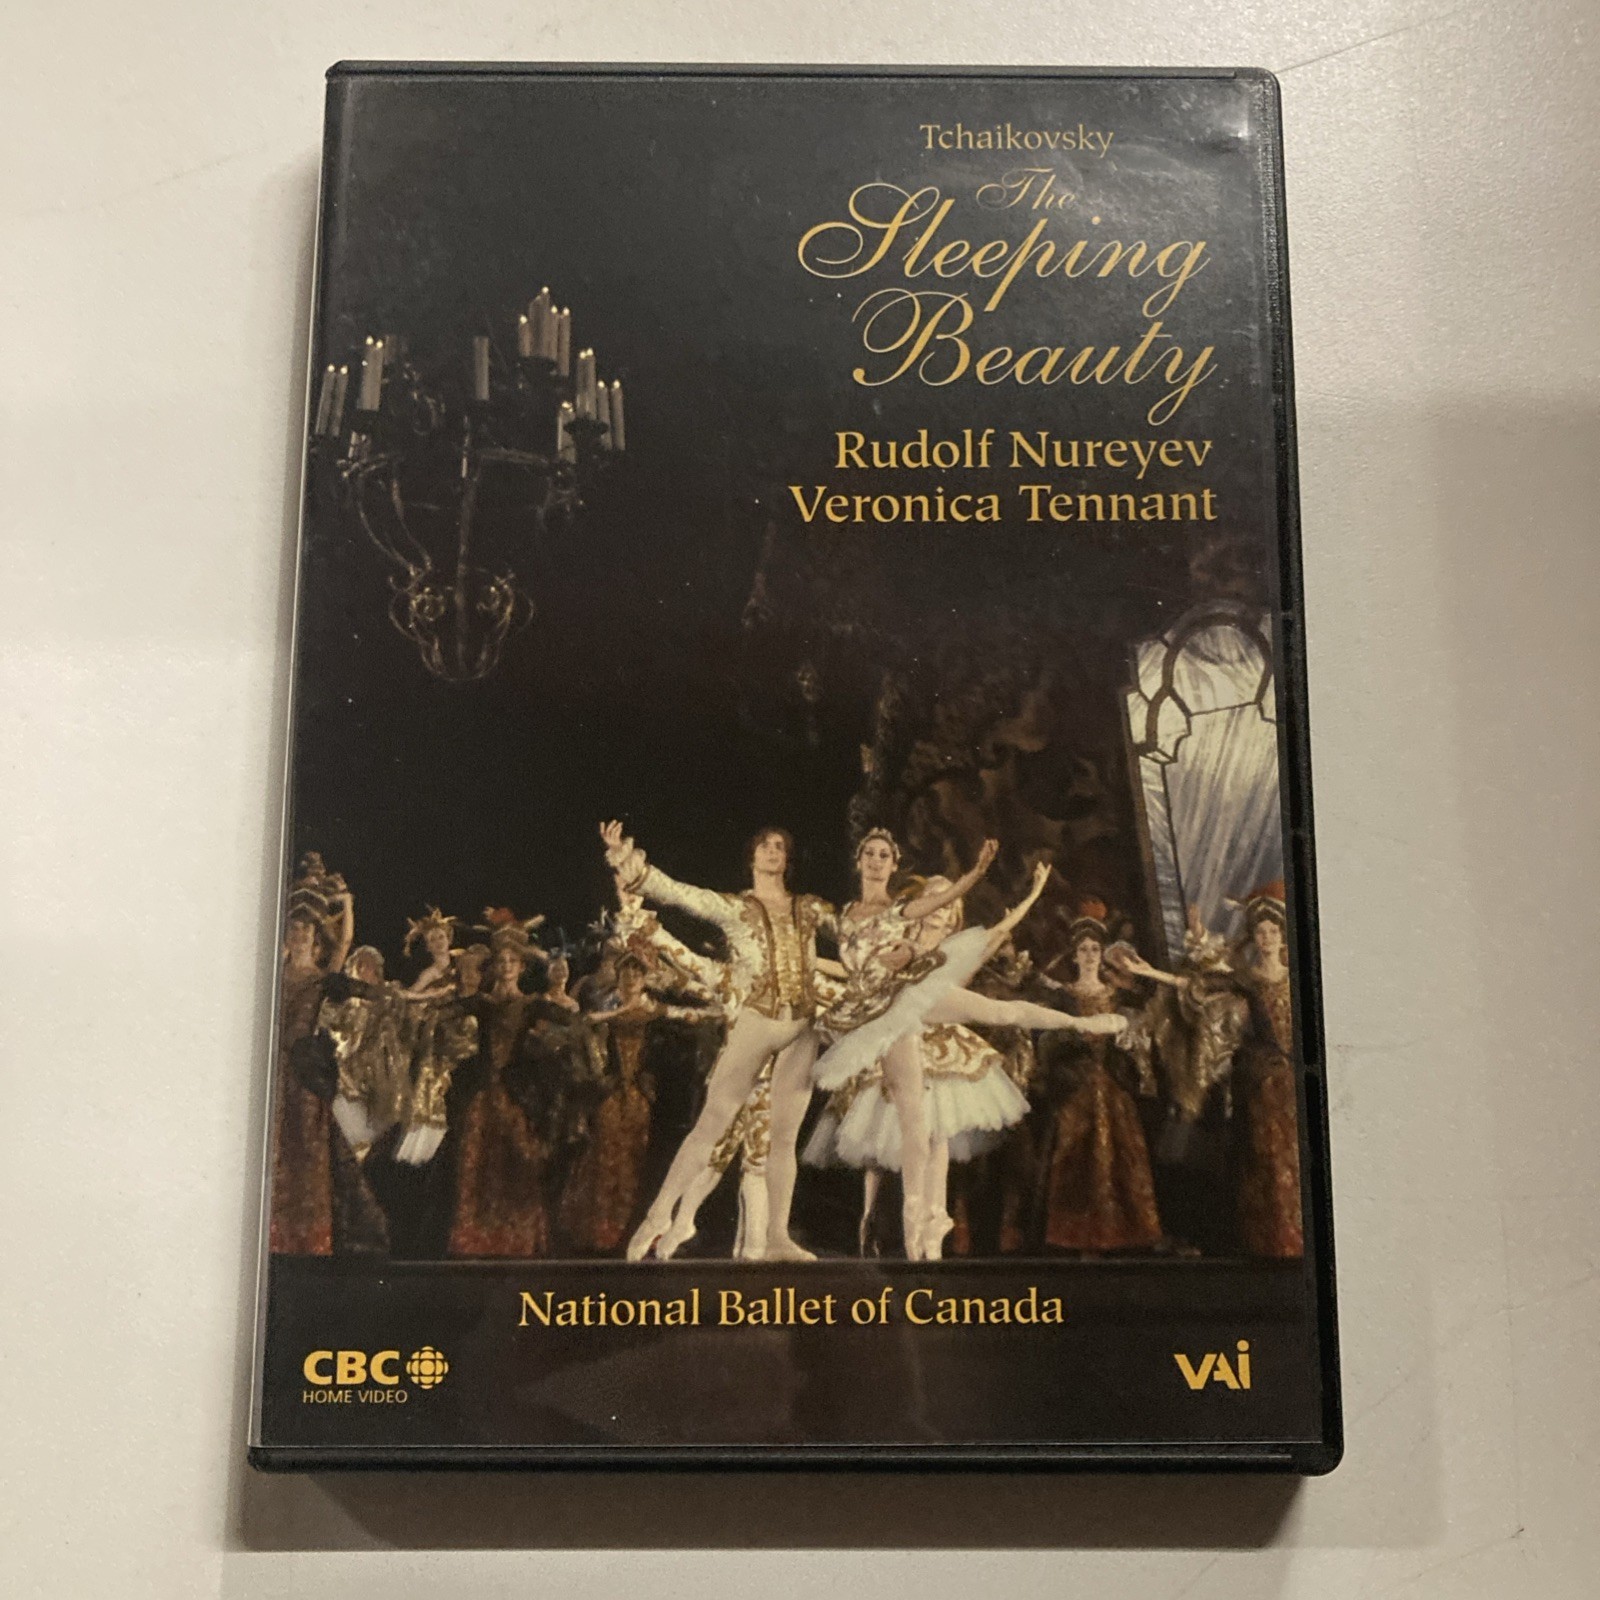 Tchaikovsky
The
Sleeping
Beauty
Rudolf Nureyev
Veronica Tennant
National Ballet of Canada
CBC
HOME VIDEO
VAi